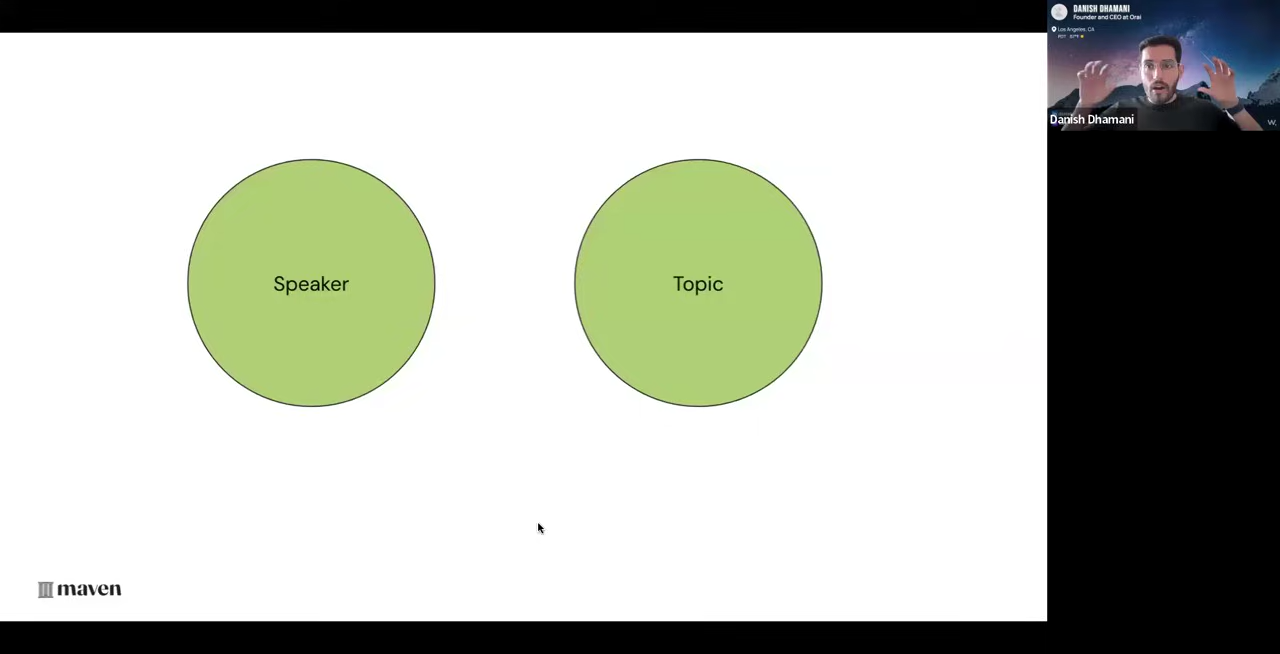 DANISH DHAMANI
Founder and CEO at Orai
Los Angeles, CA
Danish Dhamani
W.
Speaker
Topic
maven